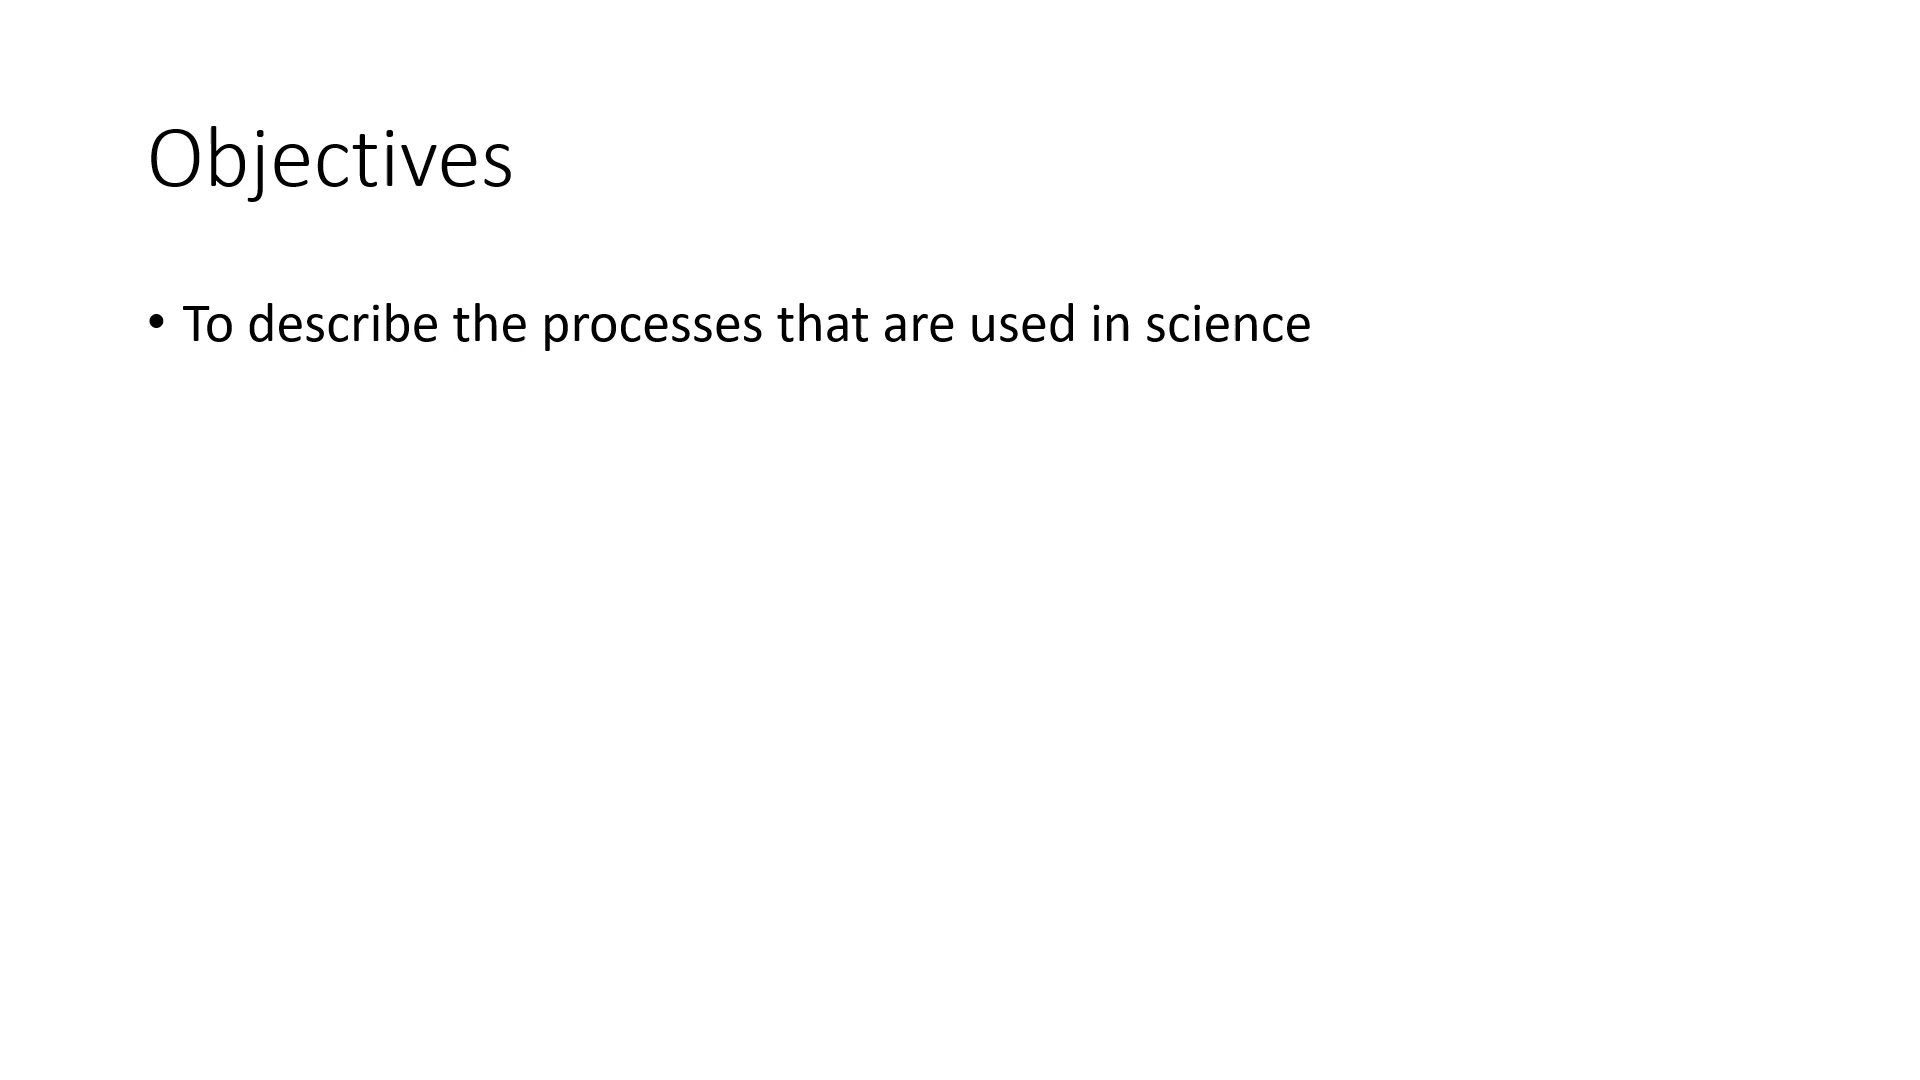 Objectives
• To describe the processes that are used in science